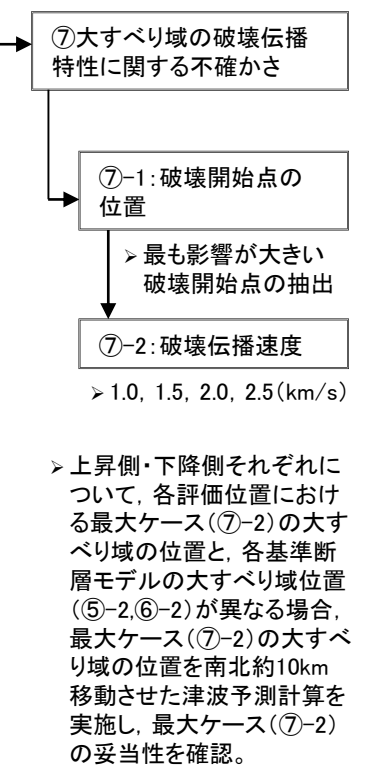 ⑦大すべり域の破壊伝播
特性に関する不確かさ
⑦-1:破壊開始点の
位置
➢ 最も影響が大きい
破壊開始点の抽出
⑦-2:破壊伝播速度
➢ 1.0, 1.5, 2.0, 2.5(km/s)
➢ 上昇側・下降側それぞれに
ついて, 各評価位置におけ
る最大ケース(⑦-2)の大す
べり域の位置と, 各基準断
層モデルの大すべり域位置
(⑤-2,⑥-2)が異なる場合,
最大ケース(⑦-2)の大すべ
り域の位置を南北約10km
移動させた津波予測計算を
実施し, 最大ケース(⑦-2)
の妥当性を確認。